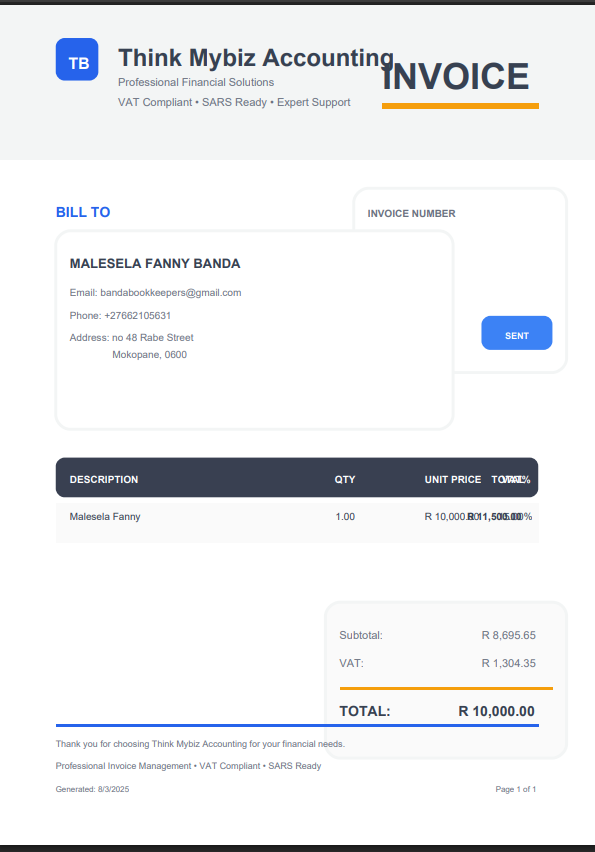 TB
Think Mybiz Accounting
Professional Financial Solutions
VAT Compliant • SARS Ready • Expert Support
INVOICE
BILL TO
INVOICE NUMBER
MALESELA FANNY BANDA
Email: bandabookkeepers@gmail.com
Phone: +27662105631
Address: no 48 Rabe Street
Mokopane, 0600
SENT
DESCRIPTION QTY UNIT PRICE TOTAL VAT%
Malesela Fanny 1.00 R 10,000.00 R 11,500.00
Subtotal: R 8,695.65
VAT: R 1,304.35
TOTAL: R 10,000.00
Thank you for choosing Think Mybiz Accounting for your financial needs.
Professional Invoice Management • VAT Compliant • SARS Ready
Generated: 8/3/2025 Page 1 of 1